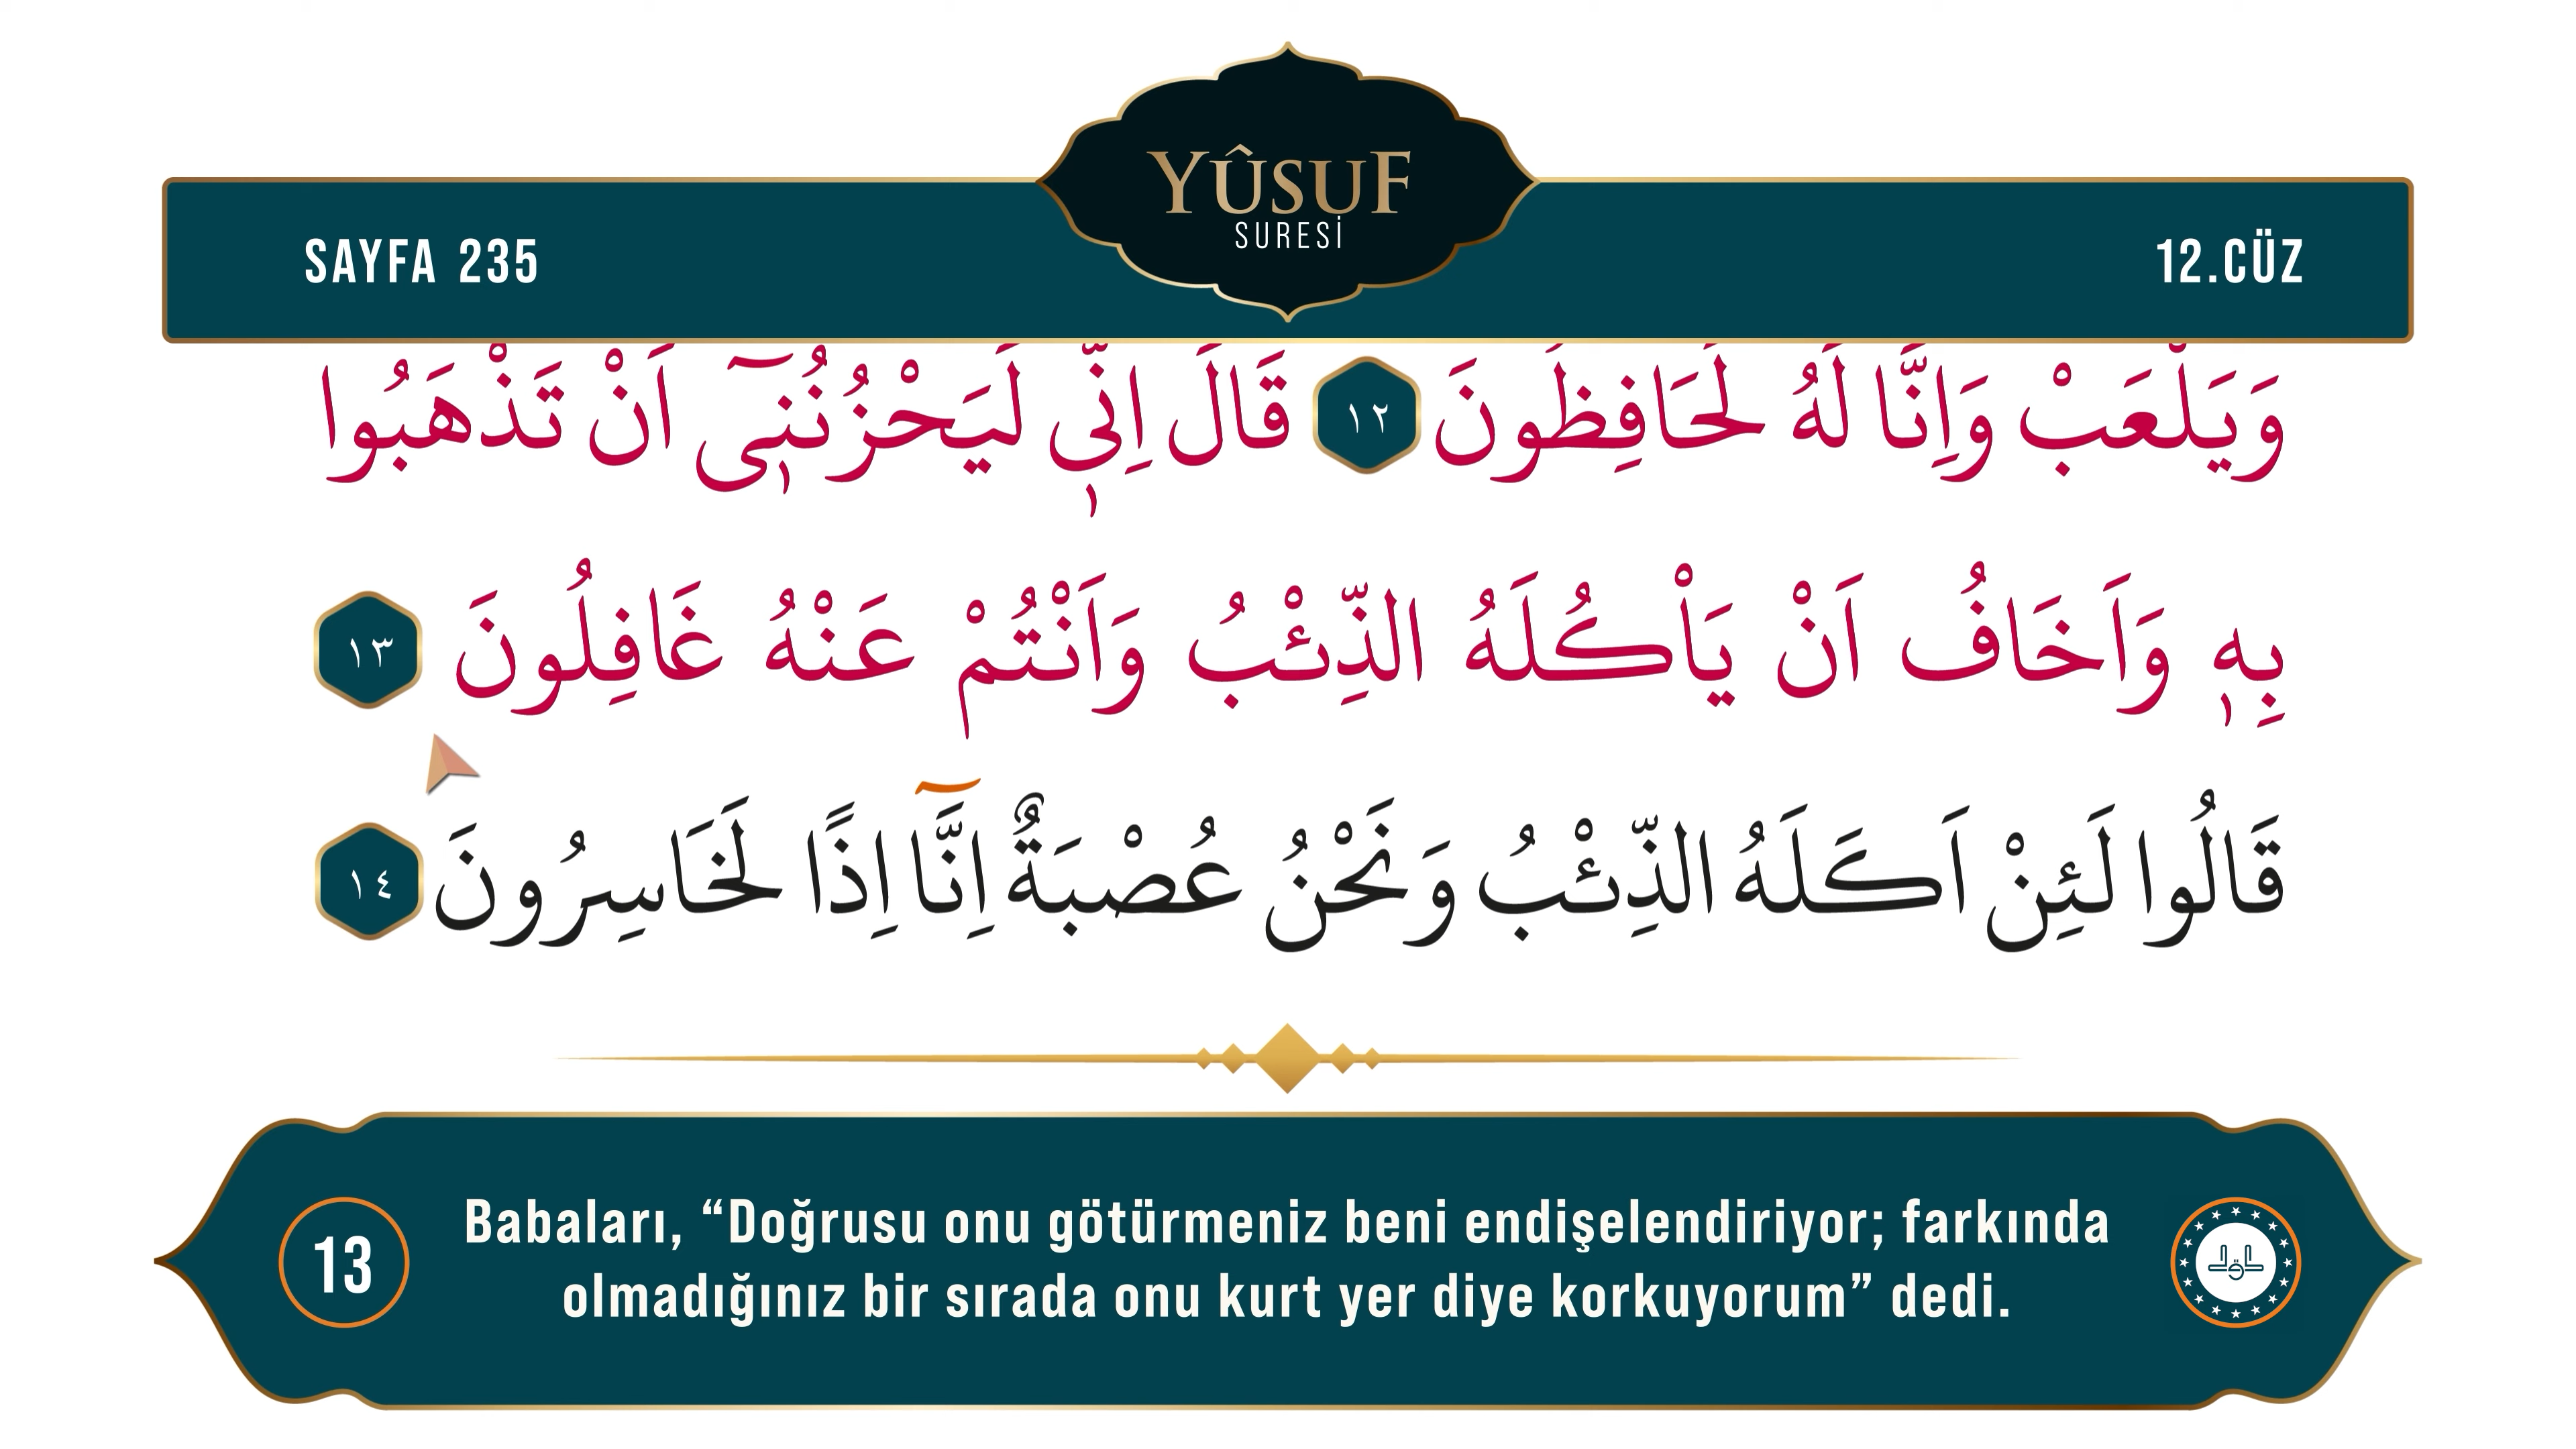 YÛSUF
SURESİ
SAYFA 235
12.CÜZ
وَيَلْعَبْ وَاِنَّا لَهُ لَحَافِظُونَ ١٢ قَالَ اِنّٖي لَيَحْزُنُنٖٓي اَنْ تَذْهَبُوا
بِهٖ وَاَخَافُ اَنْ يَأْكُلَهُ الذِّئْبُ وَاَنْتُمْ عَنْهُ غَافِلُونَ ١٣
قَالُوا لَئِنْ اَكَلَهُ الذِّئْبُ وَنَحْنُ عُصْبَةٌ اِنَّٓا اِذًا لَخَاسِرُونَ ١٤
13
Babaları, “Doğrusu onu götürmeniz beni endişelendiriyor; farkında
olmadığınız bir sırada onu kurt yer diye korkuyorum” dedi.